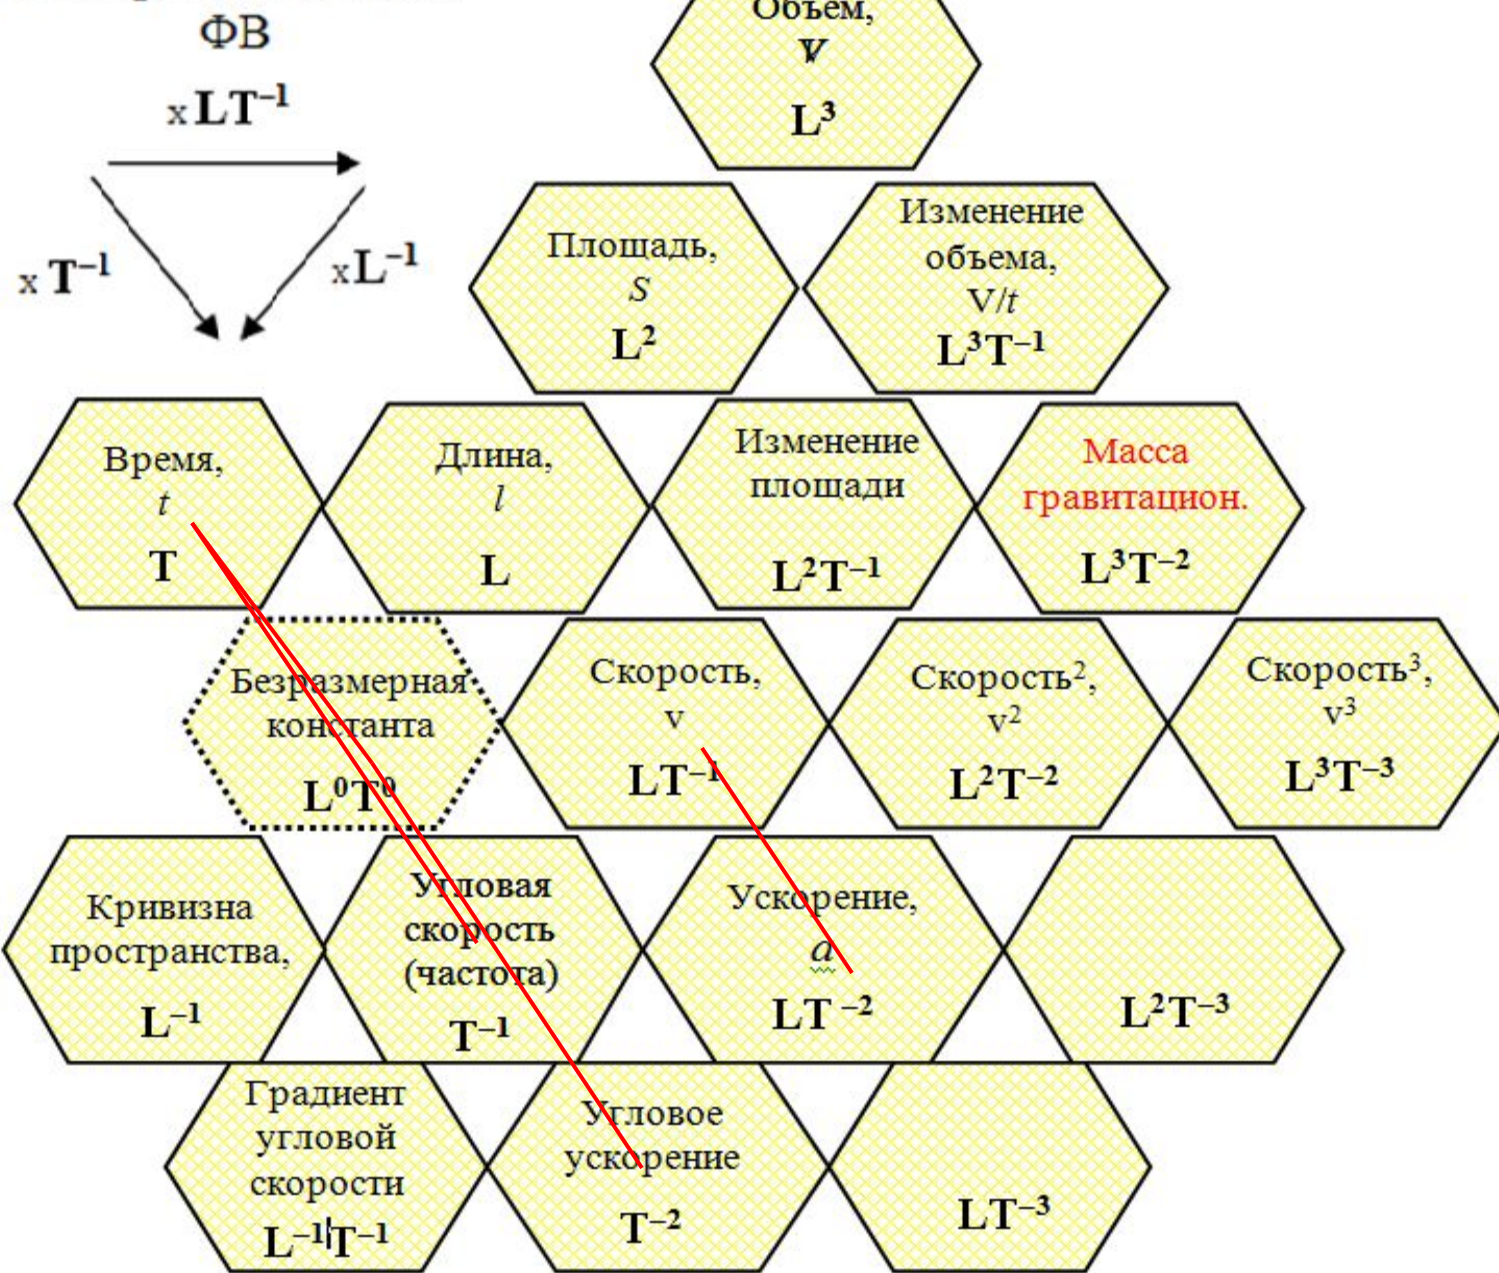 ФВ
x LT⁻¹
x T⁻¹
xL⁻¹
Объем,
V
L³
Площадь,
S
L²
Изменение
объема,
V/t
L³T⁻¹
Время,
t
T
Длина,
l
L
Изменение
площади
L²T⁻¹
Масса
гравитацион.
L³T⁻²
Безразмерная
константа
L⁰T⁰
Скорость,
v
LT⁻¹
Скорость²,
v²
L²T⁻²
Скорость³,
v³
L³T⁻³
Кривизна
пространства,
L⁻¹
Угловая
скорость
(частота)
T⁻¹
Ускорение,
a
LT ⁻²
L²T⁻³
Градиент
угловой
скорости
L⁻¹T⁻¹
Угловое
ускорение
T⁻²
LT⁻³